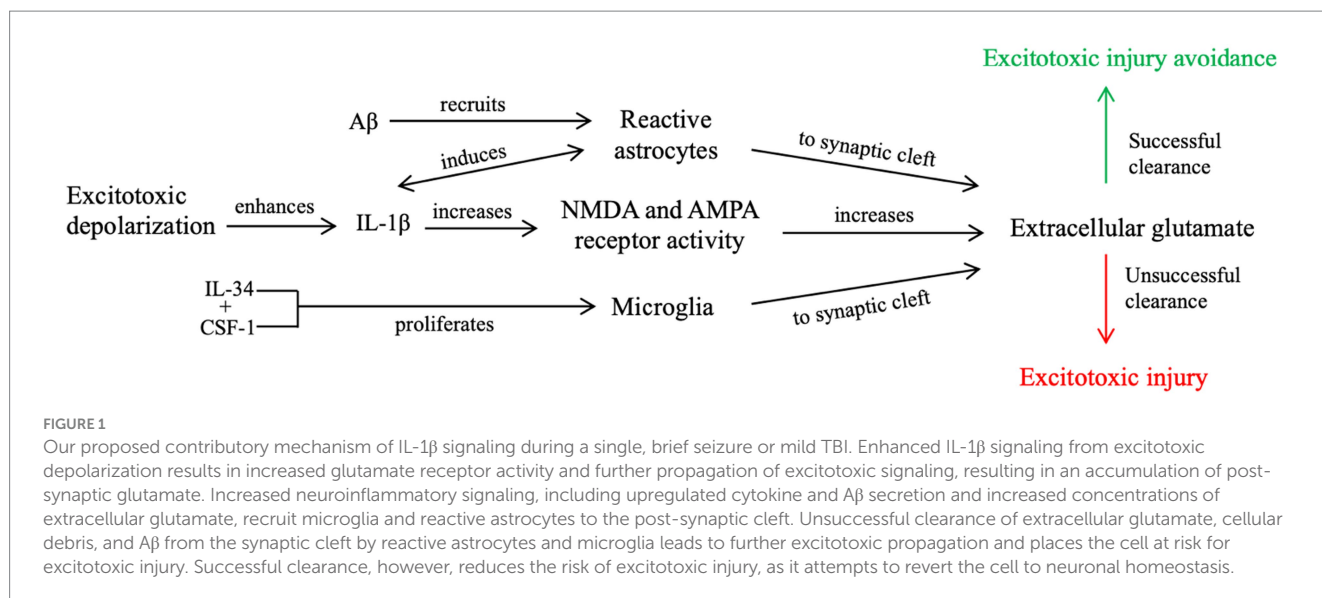 Excitotoxic injury avoidance
Aβ
recruits
Reactive
astrocytes
to synaptic cleft
Successful
clearance
induces
Excitotoxic
depolarization
enhances
IL-1β
increases
NMDA and AMPA
receptor activity
increases
Extracellular glutamate
IL-34
+
CSF-1
proliferates
Microglia
to synaptic cleft
Unsuccessful
clearance
Excitotoxic injury
FIGURE 1
Our proposed contributory mechanism of IL-1β signaling during a single, brief seizure or mild TBI. Enhanced IL-1β signaling from excitotoxic
depolarization results in increased glutamate receptor activity and further propagation of excitotoxic signaling, resulting in an accumulation of post-
synaptic glutamate. Increased neuroinflammatory signaling, including upregulated cytokine and Aβ secretion and increased concentrations of
extracellular glutamate, recruit microglia and reactive astrocytes to the post-synaptic cleft. Unsuccessful clearance of extracellular glutamate, cellular
debris, and Aβ from the synaptic cleft by reactive astrocytes and microglia leads to further excitotoxic propagation and places the cell at risk for
excitotoxic injury. Successful clearance, however, reduces the risk of excitotoxic injury, as it attempts to revert the cell to neuronal homeostasis.